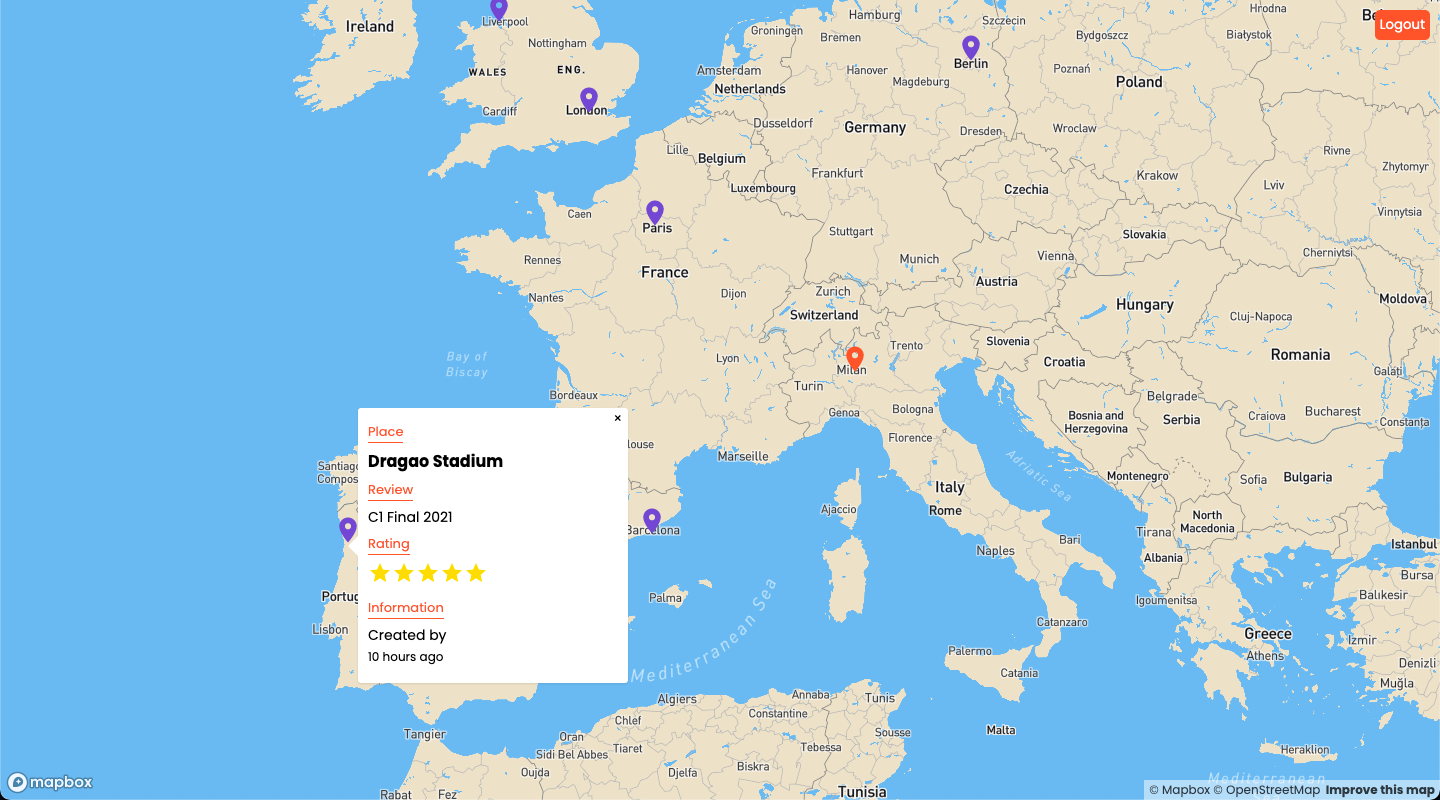 Ireland
Liverpool
Nottingham
WALES
ENG.
Cardiff
London
Hamburg
Szczecin
Hrodna
Be
Logout
Groningen
Bremen
Bydgoszcz
Białystok
Amsterdam
Hanover
Berlin
Poznań
Netherlands
Magdeburg
Poland
Dusseldorf
Germany
Dresden
Wroclaw
Lille
Belgium
Rivne
Zhytomyr
Luxembourg
Frankfurt
Czechia
Krakow
Lviv
Caen
Paris
Stuttgart
Slovakia
Vinnytsia
Rennes
France
Munich
Vienna
Chernivtsi
Nantes
Dijon
Zurich
Austria
Hungary
Moldova
Switzerland
Cluj-Napoca
Bay of
Biscay
Lyon
Milan
Trento
Slovenia
Croatia
Romania
Galați
Turin
Bordeaux
Genoa
Bologna
Belgrade
Bosnia and
Herzegovina
Serbia
Craiova
Bucharest
Constanța
×
Place
Dragao Stadium
Review
C1 Final 2021
Rating
Information
Created by
10 hours ago
louse
Marseille
Florence
Adriatic Sea
Montenegro
Sofia
Bulgaria
Santiago
Compos
Barcelona
Ajaccio
Italy
Rome
North
Macedonia
Tirana
Albania
Istanbul
Naples
Bari
Bursa
Portug
Palma
Igoumenitsa
Balıkesir
Lisbon
Mediterranean Sea
Catanzaro
Greece
Izmir
Palermo
Athens
Denizli
Catania
Muğla
Algiers
Annaba
Tunis
Chlef
Constantine
Sousse
Malta
Tangier
Oran
Tiaret
Tebessa
Heraklion
Sidi Bel Abbes
Oujda
Djelfa
Biskra
Mediterranean
Rabat
Fez
Tunisia
mapbox
© Mapbox © OpenStreetMap Improve this map